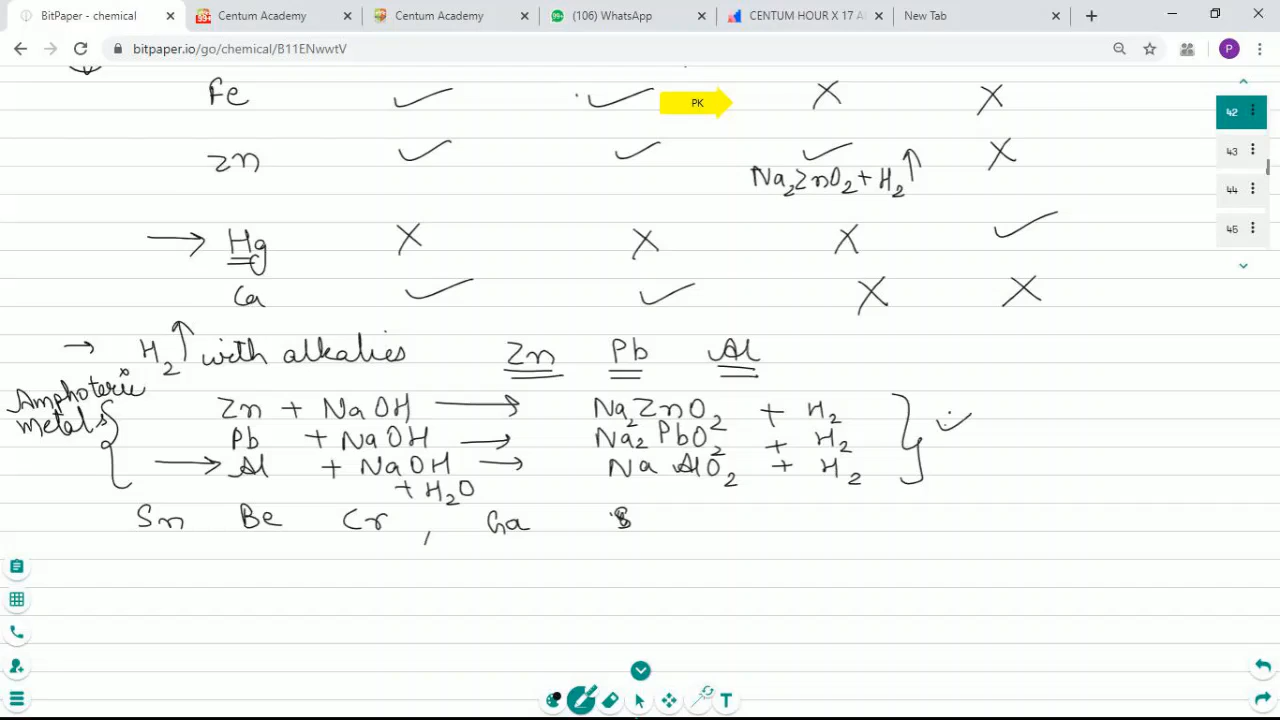 BitPaper - chemical
Centum Academy
Centum Academy
(106) WhatsApp
CENTUM HOUR X 17 A
New Tab
bitpaper.io/go/chemical/B11ENwwtV
P
Fe ✓ ✓ X X
PK
Zn ✓ ✓ ✓ X
Na2ZnO2 + H2 ↑
→ Hg X X X ✓
Ca ✓ ✓ X X
→ H2 ↑ with alkalies Zn Pb Al
Amphoteric metals
Zn + NaOH → Na2ZnO2 + H2
Pb + NaOH → Na2PbO2 + H2
→ Al + NaOH → NaAlO2 + H2
+ H2O
Sn Be Cr , Ga
42
43
44
45
T